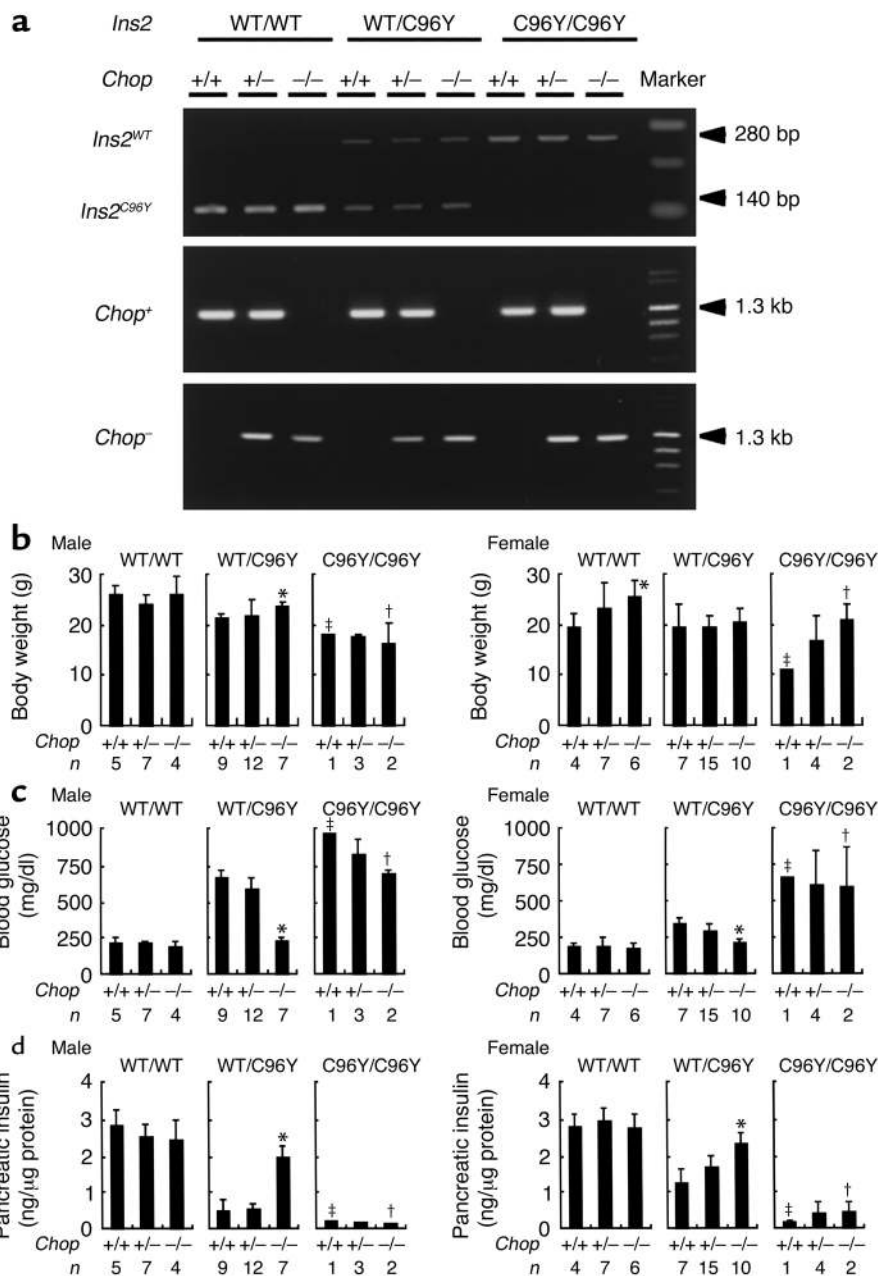 a Ins2 WT/WT WT/C96Y C96Y/C96Y
Chop +/+ +/− −/− +/+ +/− −/− +/+ +/− −/− Marker
Ins2WT 280 bp
Ins2C96Y 140 bp
Chop+ 1.3 kb
Chop− 1.3 kb
b Male Female
WT/WT WT/C96Y C96Y/C96Y WT/WT WT/C96Y C96Y/C96Y
Body weight (g) Body weight (g)
30 30
20 20
10 10
0 0
* ‡ † * ‡ †
Chop +/+ +/− −/− +/+ +/− −/− +/+ +/− −/− Chop +/+ +/− −/− +/+ +/− −/− +/+ +/− −/−
n 5 7 4 9 12 7 1 3 2 n 4 7 6 7 15 10 1 4 2
c Male Female
WT/WT WT/C96Y C96Y/C96Y WT/WT WT/C96Y C96Y/C96Y
Blood glucose Blood glucose
(mg/dl) (mg/dl)
1000 1000
750 750
500 500
250 250
0 0
* ‡ † * ‡ †
Chop +/+ +/− −/− +/+ +/− −/− +/+ +/− −/− Chop +/+ +/− −/− +/+ +/− −/− +/+ +/− −/−
n 5 7 4 9 12 7 1 3 2 n 4 7 6 7 15 10 1 4 2
d Male Female
WT/WT WT/C96Y C96Y/C96Y WT/WT WT/C96Y C96Y/C96Y
Pancreatic insulin Pancreatic insulin
(ng/µg protein) (ng/µg protein)
4 4
3 3
2 2
1 1
0 0
* ‡ † * ‡ †
Chop +/+ +/− −/− +/+ +/− −/− +/+ +/− −/− Chop +/+ +/− −/− +/+ +/− −/− +/+ +/− −/−
n 5 7 4 9 12 7 1 3 2 n 4 7 6 7 15 10 1 4 2